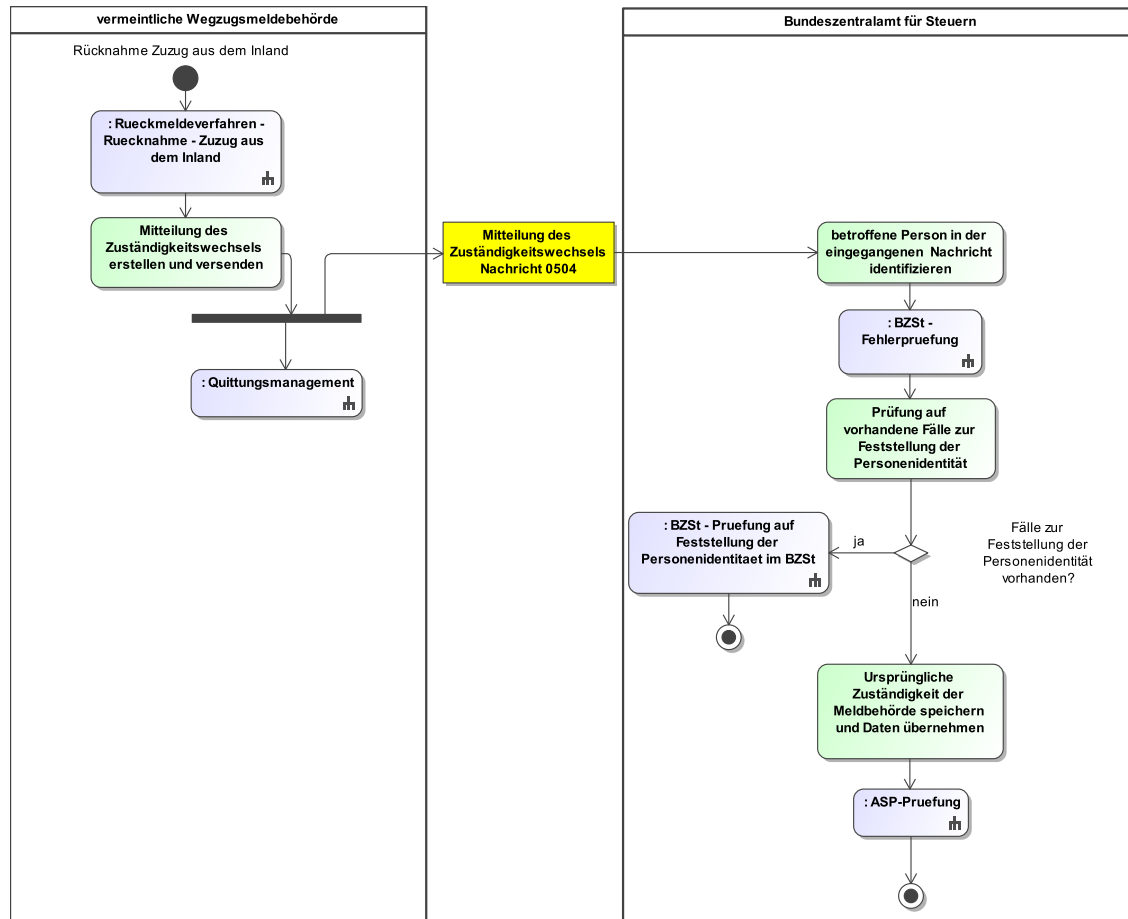 vermeintliche Wegzugsmeldebehörde
Rücknahme Zuzug aus dem Inland
: Rueckmeldeverfahren -
Ruecknahme - Zuzug aus
dem Inland
Mitteilung des
Zuständigkeitswechsels
erstellen und versenden
: Quittungsmanagement
Mitteilung des
Zuständigkeitswechsels
Nachricht 0504
Bundeszentralamt für Steuern
betroffene Person in der
eingegangenen Nachricht
identifizieren
: BZSt -
Fehlerpruefung
Prüfung auf
vorhandene Fälle zur
Feststellung der
Personenidentität
Fälle zur
Feststellung der
Personenidentität
vorhanden?
ja
: BZSt - Pruefung auf
Feststellung der
Personenidentitaet im BZSt
nein
Ursprüngliche
Zuständigkeit der
Meldbehörde speichern
und Daten übernehmen
: ASP-Pruefung